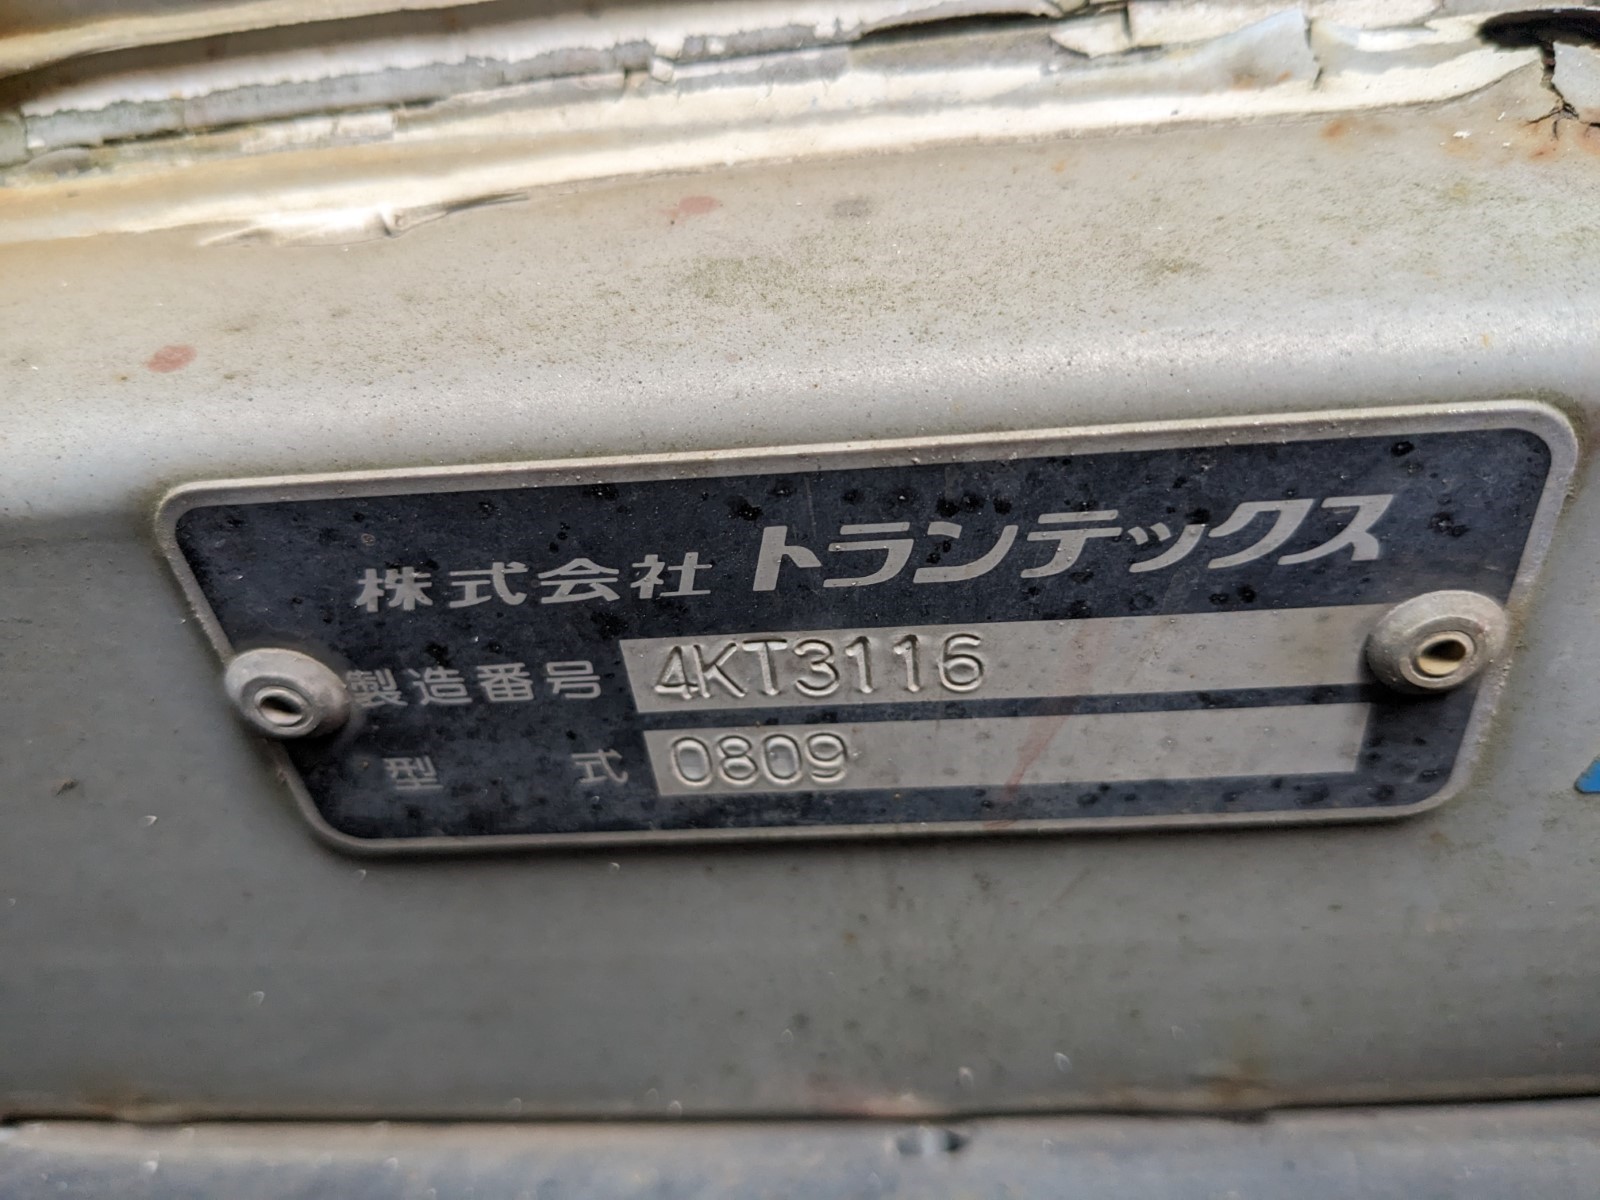 株式会社 トランテックス
製造番号 4KT3116
型式 0809